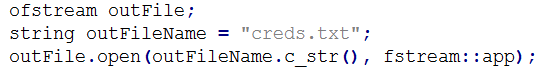 ofstream outFile;
string outFileName = "creds.txt";
outFile.open(outFileName.c_str(), fstream::app);